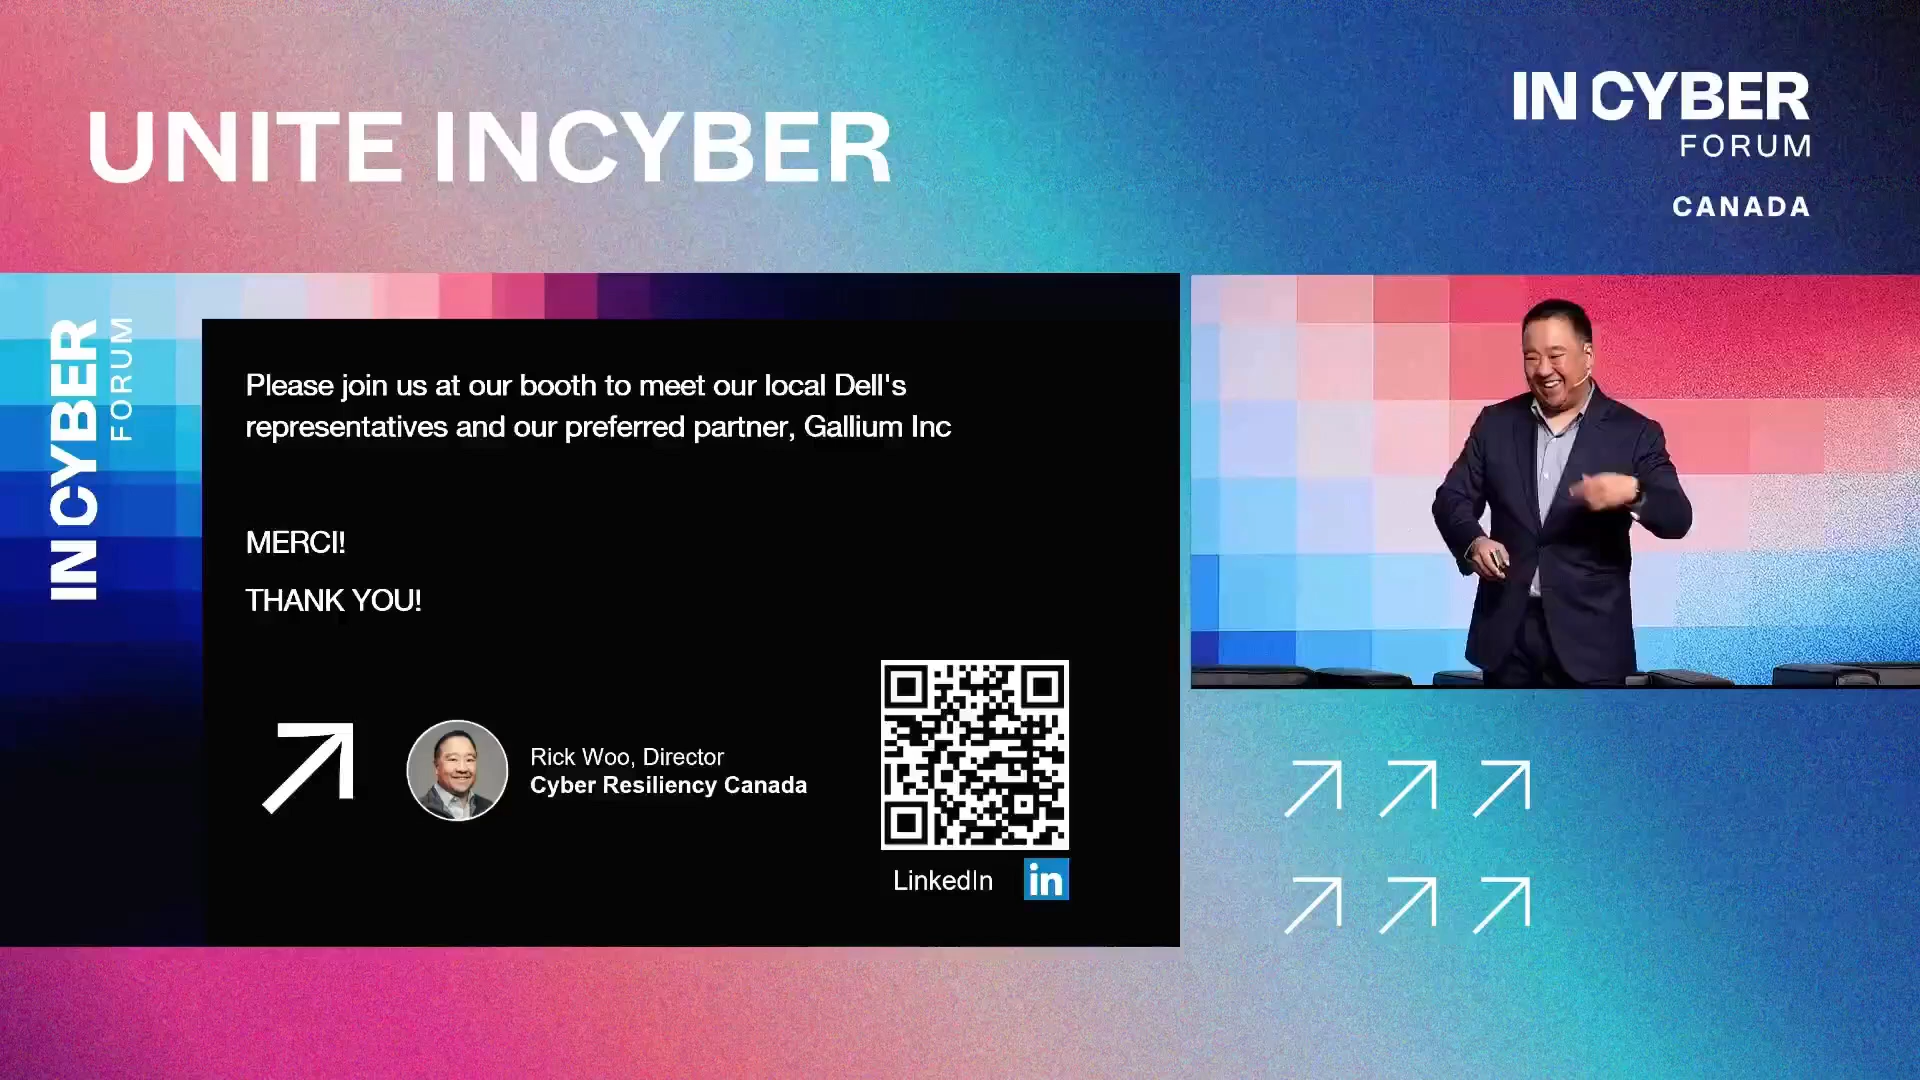 UNITE INCYBER
IN CYBER
FORUM
CANADA
IN CYBER
FORUM
Please join us at our booth to meet our local Dell's
representatives and our preferred partner, Gallium Inc
MERCI!
THANK YOU!
Rick Woo, Director
Cyber Resiliency Canada
LinkedIn
in